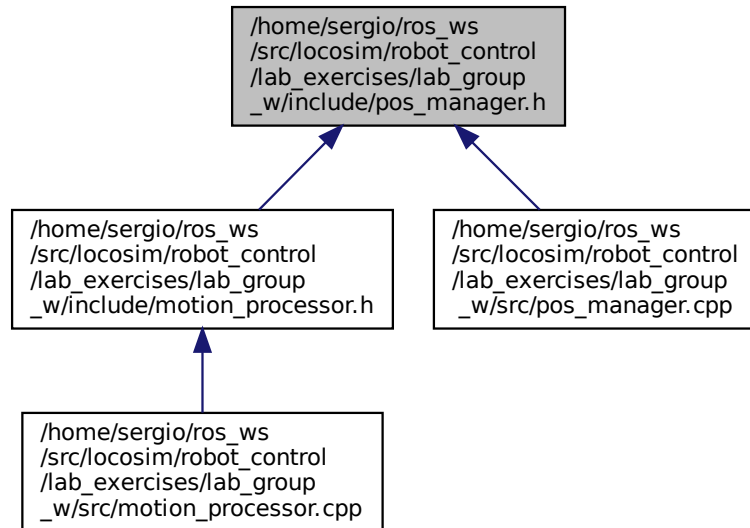 /home/sergio/ros_ws
/src/locosim/robot_control
/lab_exercises/lab_group
_w/include/pos_manager.h
/home/sergio/ros_ws
/src/locosim/robot_control
/lab_exercises/lab_group
_w/include/motion_processor.h
/home/sergio/ros_ws
/src/locosim/robot_control
/lab_exercises/lab_group
_w/src/pos_manager.cpp
/home/sergio/ros_ws
/src/locosim/robot_control
/lab_exercises/lab_group
_w/src/motion_processor.cpp